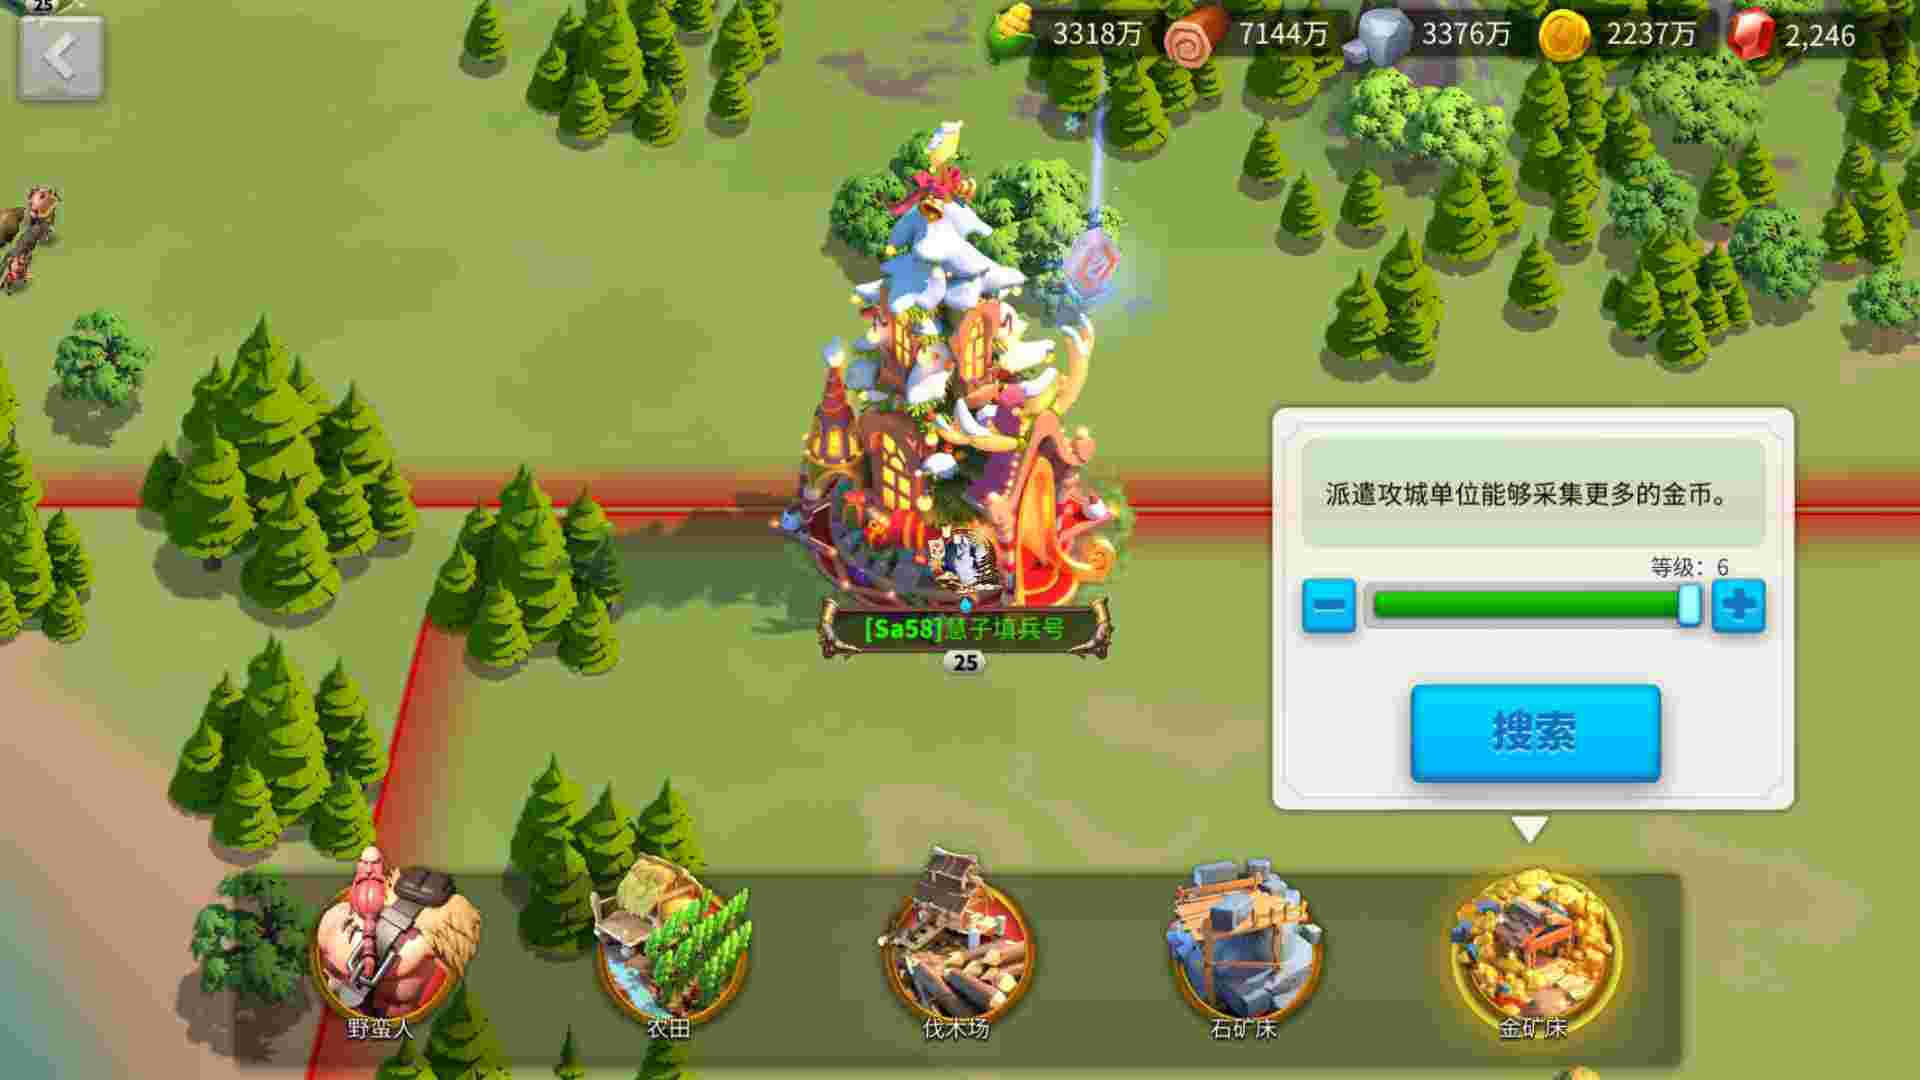 25
3318万
7144万
3376万
2237万
2,246
派遣攻城单位能够采集更多的金币。
等级：6
搜索
[Sa58]慧子填兵号
25
野蛮人
农田
伐木场
石矿床
金矿床